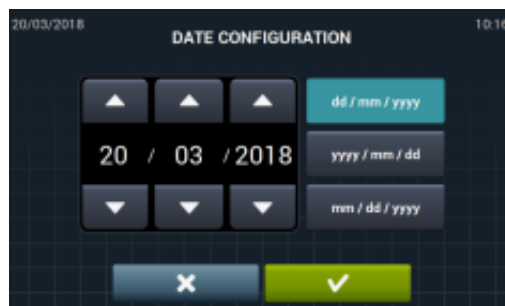 20/03/2018 10:16
DATE CONFIGURATION
dd / mm / yyyy
20 / 03 / 2018
yyyy / mm / dd
mm / dd / yyyy